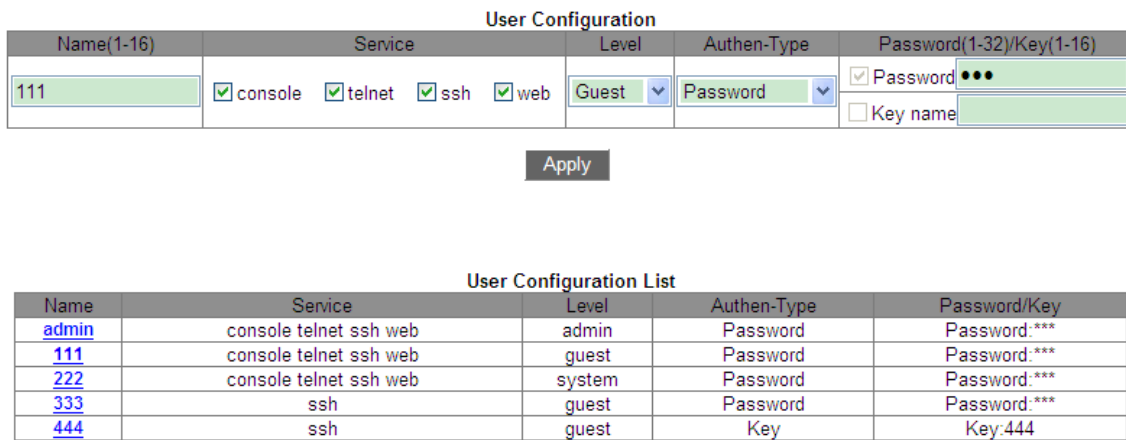 User Configuration
Name(1-16) Service Level Authen-Type Password(1-32)/Key(1-16)
111 console telnet ssh web Guest Password Password •••
Key name
Apply
User Configuration List
Name Service Level Authen-Type Password/Key
admin console telnet ssh web admin Password Password:***
111 console telnet ssh web guest Password Password:***
222 console telnet ssh web system Password Password:***
333 ssh guest Password Password:***
444 ssh guest Key Key:444